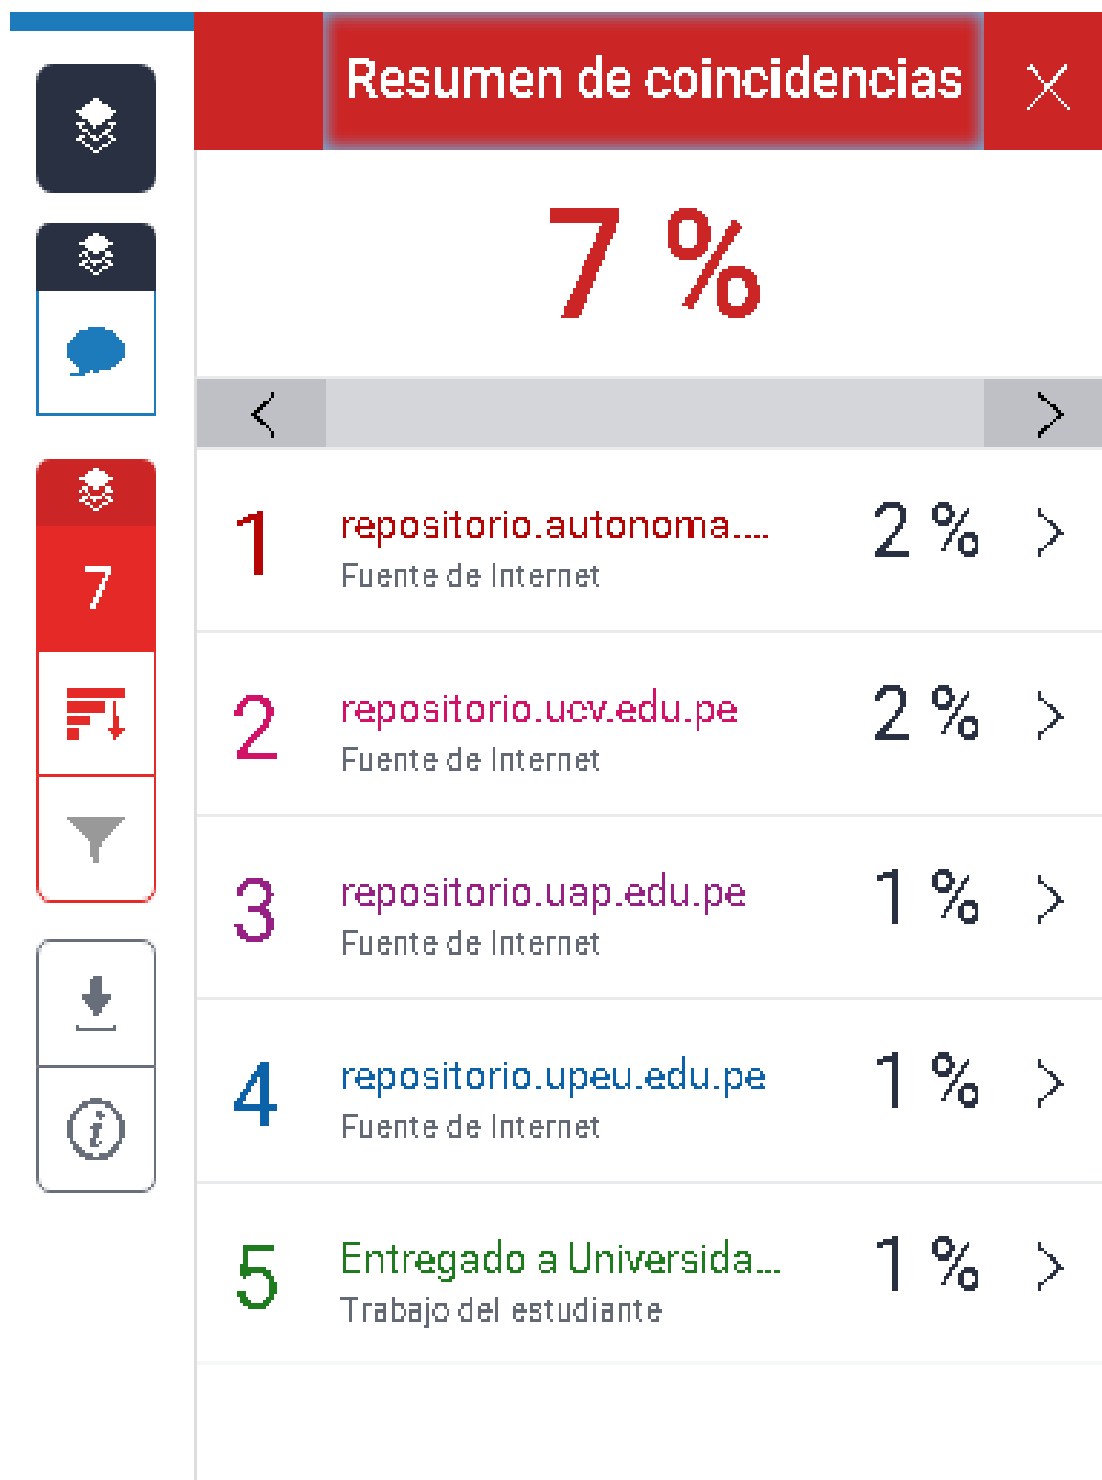 Resumen de coincidencias
7 %
7
1 repositorio.autonoma.... 2 %
Fuente de Internet
2 repositorio.ucv.edu.pe 2 %
Fuente de Internet
3 repositorio.uap.edu.pe 1 %
Fuente de Internet
4 repositorio.upeu.edu.pe 1 %
Fuente de Internet
5 Entregado a Universida... 1 %
Trabajo del estudiante